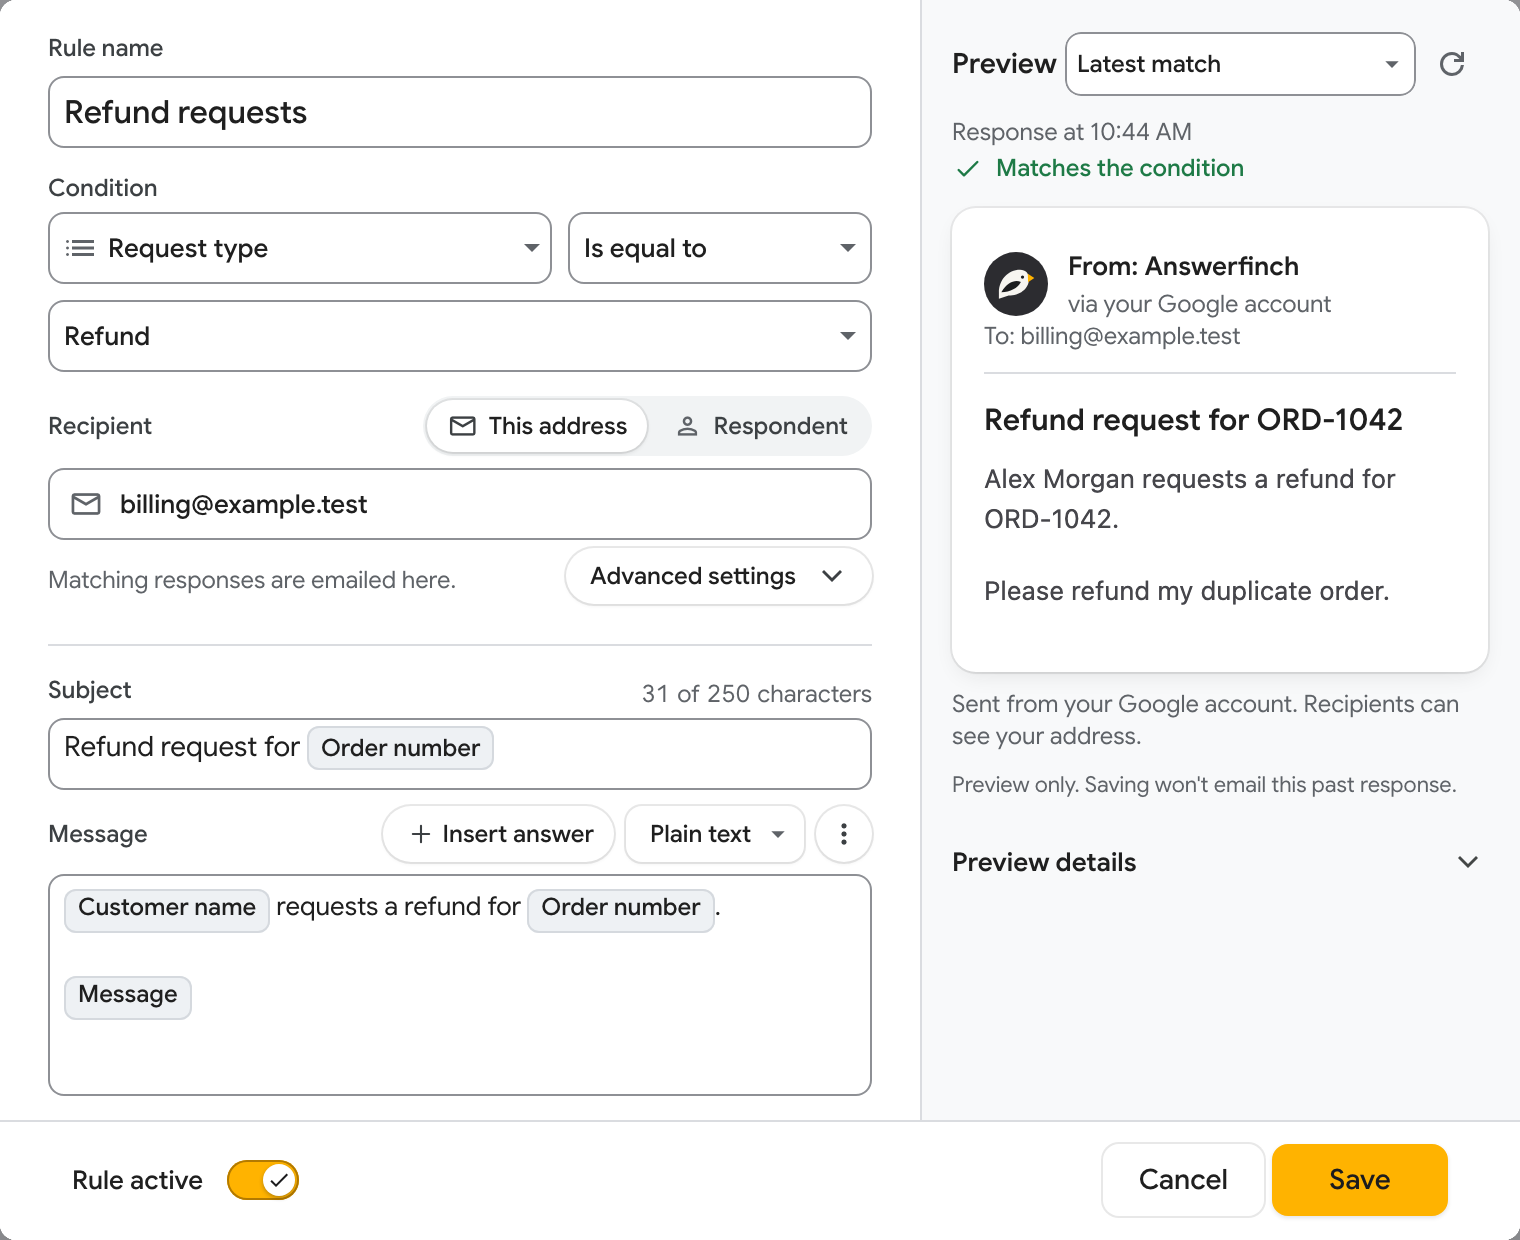 Rule name
Refund requests
Condition
Request type
Is equal to
Refund
Recipient
This address
Respondent
billing@example.test
Matching responses are emailed here.
Advanced settings
Subject
31 of 250 characters
Refund request for Order number
Message
Insert answer
Plain text
Customer name requests a refund for Order number.
Message
Rule active
Preview
Latest match
Response at 10:44 AM
Matches the condition
From: Answerfinch
via your Google account
To: billing@example.test
Refund request for ORD-1042
Alex Morgan requests a refund for
ORD-1042.
Please refund my duplicate order.
Sent from your Google account. Recipients can
see your address.
Preview only. Saving won't email this past response.
Preview details
Cancel
Save